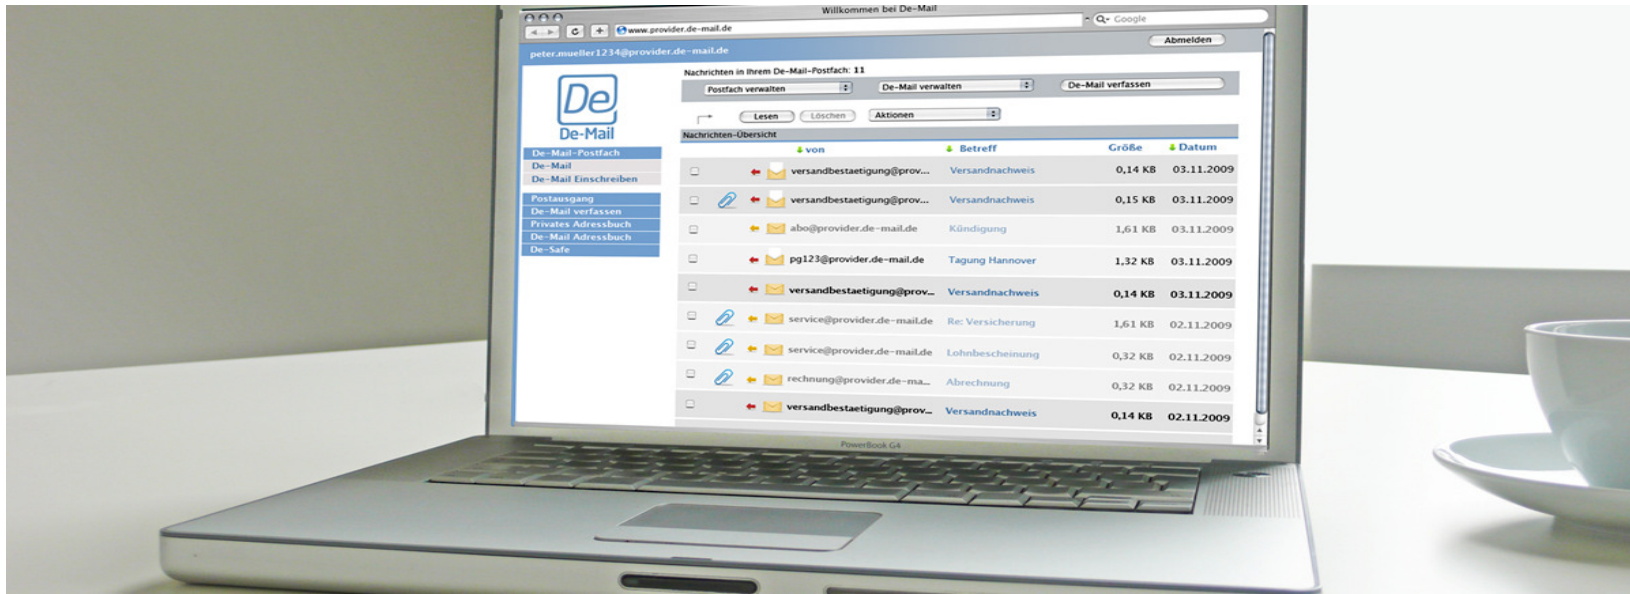 Willkommen bei De-Mail
www.provider.de-mail.de
Google
peter.mueller1234@provider.de-mail.de
Abmelden
De
De-Mail
De-Mail-Postfach
De-Mail
De-Mail Einschreiben
Postausgang
De-Mail verfassen
Privates Adressbuch
De-Mail Adressbuch
De-Safe
Nachrichten in Ihrem De-Mail-Postfach: 11
Postfach verwalten De-Mail verwalten De-Mail verfassen
Lesen Löschen Aktionen
Nachrichten-Übersicht
von Betreff Größe Datum
versandbestaetigung@prov... Versandnachweis 0,14 KB 03.11.2009
versandbestaetigung@prov... Versandnachweis 0,15 KB 03.11.2009
abo@provider.de-mail.de Kündigung 1,61 KB 03.11.2009
pg123@provider.de-mail.de Tagung Hannover 1,32 KB 03.11.2009
versandbestaetigung@prov... Versandnachweis 0,14 KB 03.11.2009
service@provider.de-mail.de Re: Versicherung 1,61 KB 02.11.2009
service@provider.de-mail.de Lohnbescheinung 0,32 KB 02.11.2009
rechnung@provider.de-ma... Abrechnung 0,32 KB 02.11.2009
versandbestaetigung@prov... Versandnachweis 0,14 KB 02.11.2009
PowerBook G4